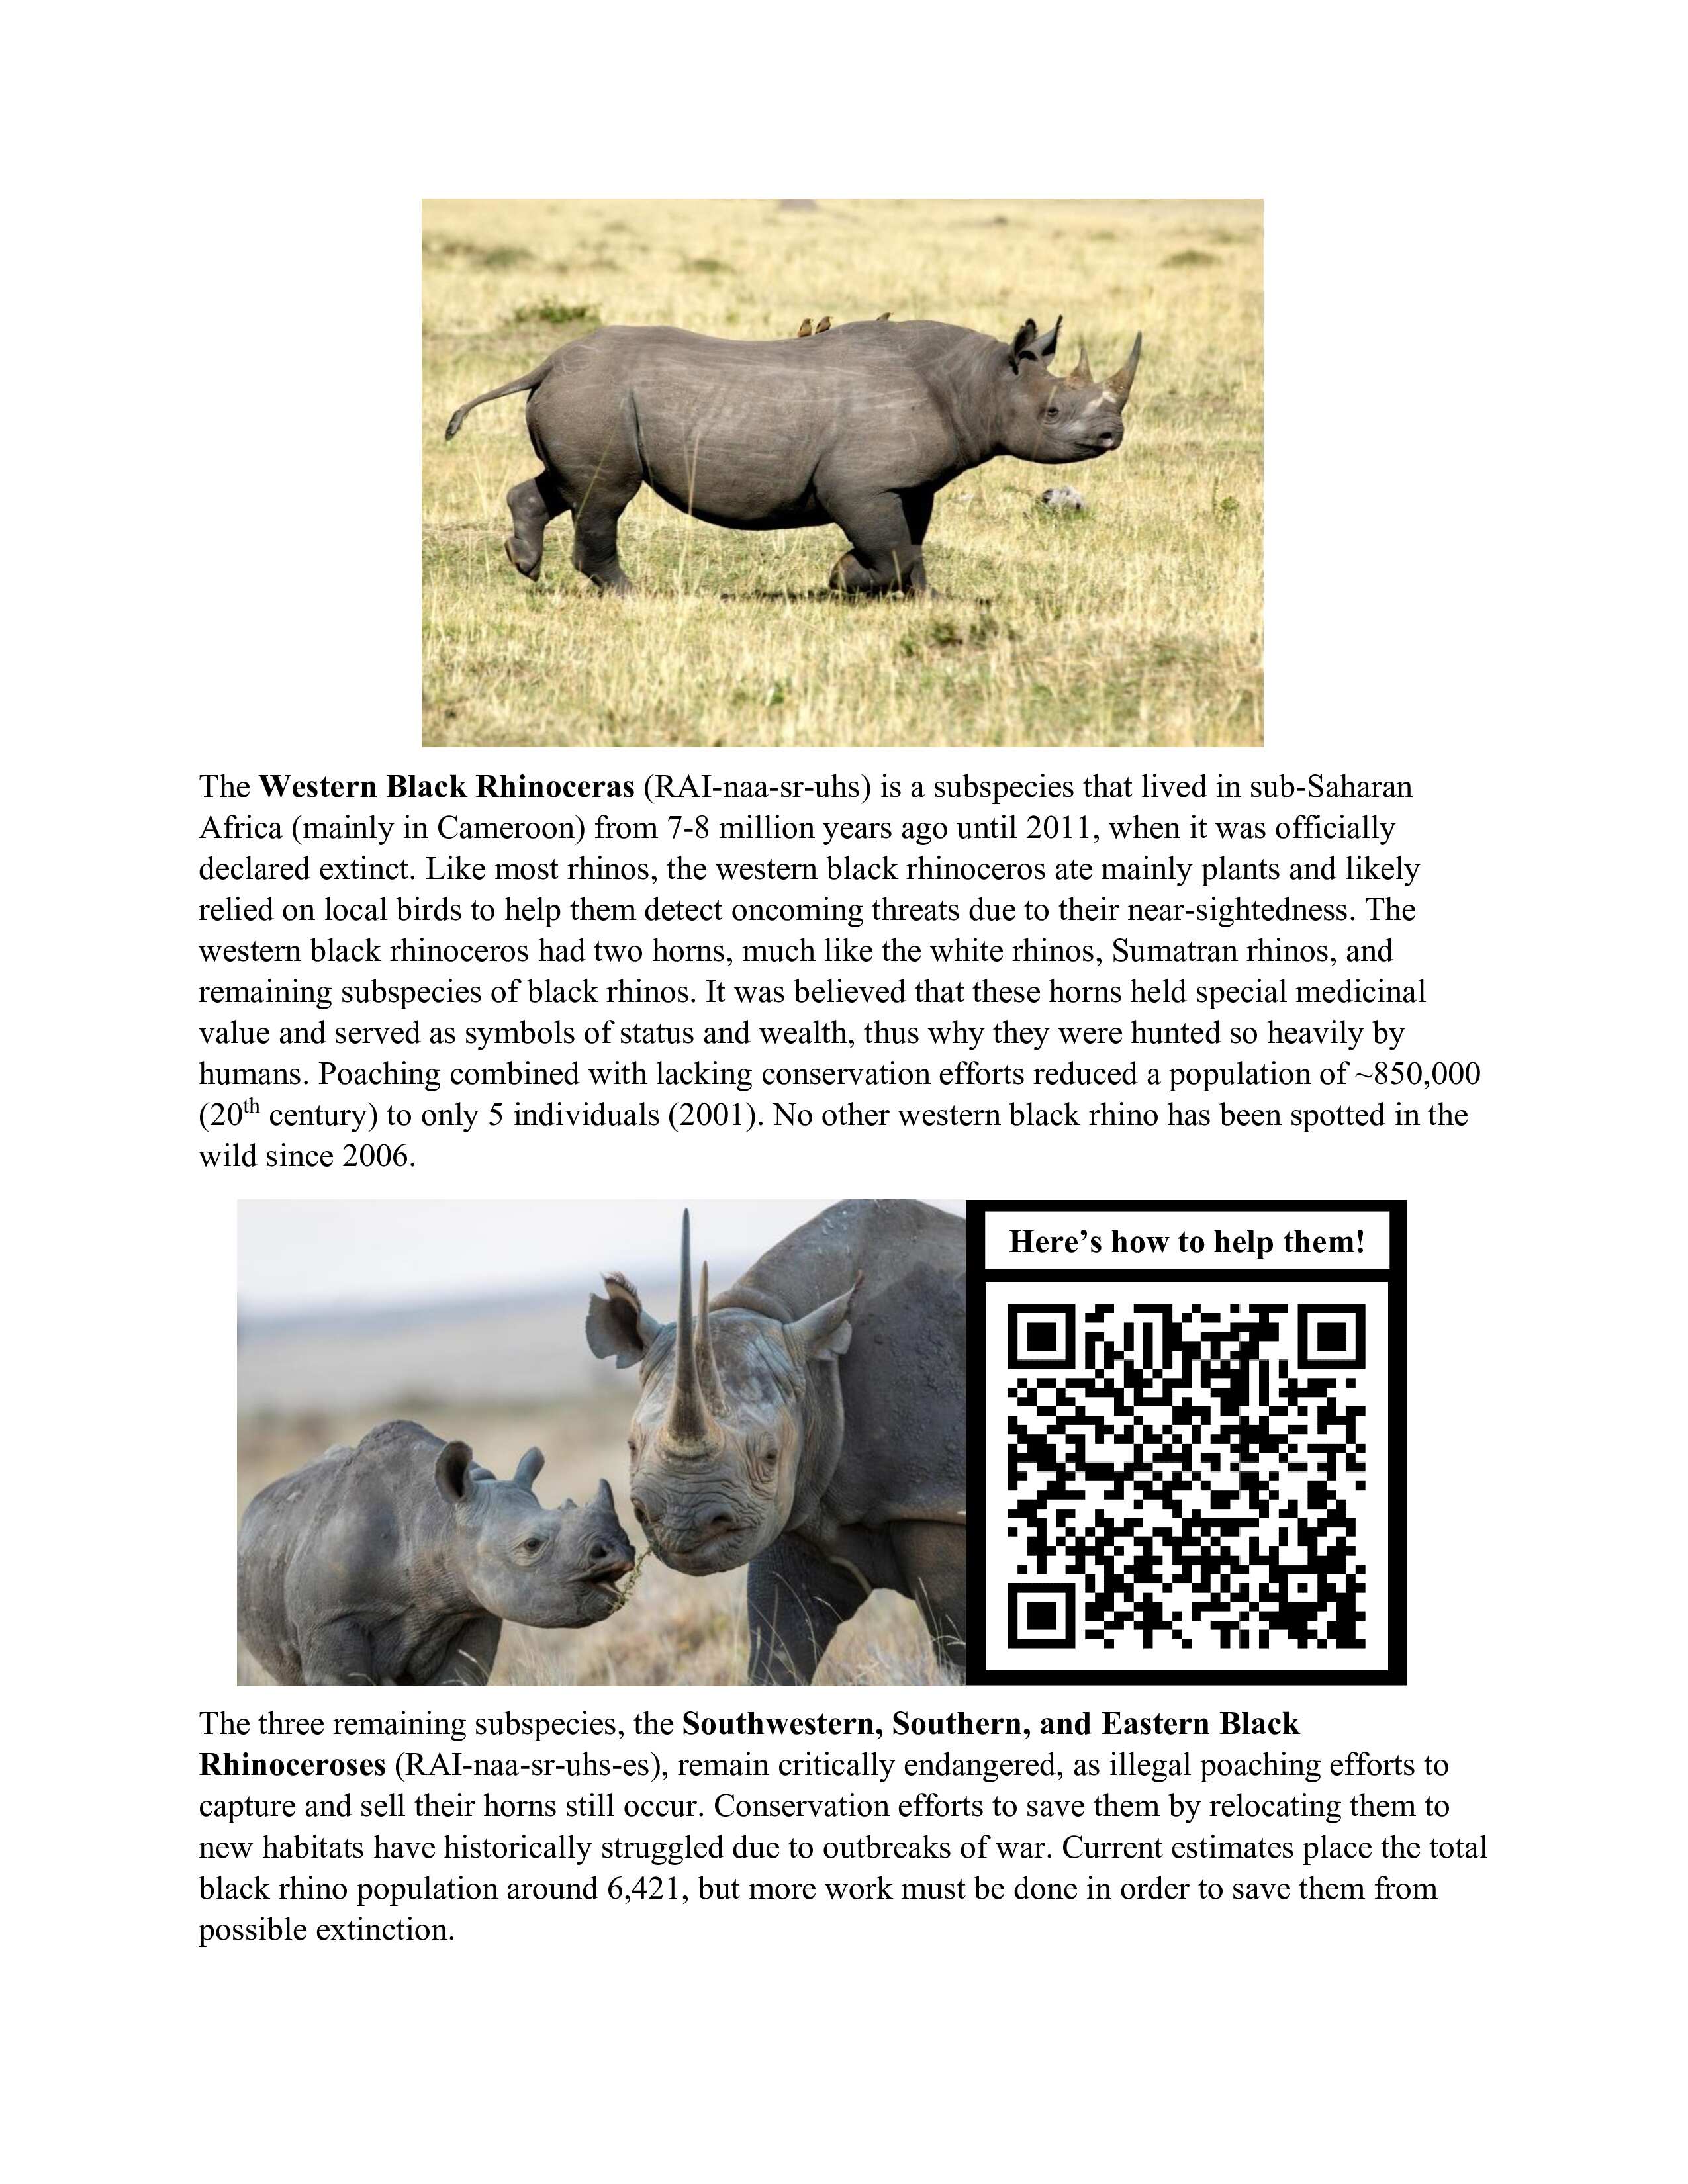 The Western Black Rhinoceras (RAI-naa-sr-uhs) is a subspecies that lived in sub-Saharan
Africa (mainly in Cameroon) from 7-8 million years ago until 2011, when it was officially
declared extinct. Like most rhinos, the western black rhinoceros ate mainly plants and likely
relied on local birds to help them detect oncoming threats due to their near-sightedness. The
western black rhinoceros had two horns, much like the white rhinos, Sumatran rhinos, and
remaining subspecies of black rhinos. It was believed that these horns held special medicinal
value and served as symbols of status and wealth, thus why they were hunted so heavily by
humans. Poaching combined with lacking conservation efforts reduced a population of ~850,000
(20th century) to only 5 individuals (2001). No other western black rhino has been spotted in the
wild since 2006.
Here’s how to help them!
The three remaining subspecies, the Southwestern, Southern, and Eastern Black
Rhinoceroses (RAI-naa-sr-uhs-es), remain critically endangered, as illegal poaching efforts to
capture and sell their horns still occur. Conservation efforts to save them by relocating them to
new habitats have historically struggled due to outbreaks of war. Current estimates place the total
black rhino population around 6,421, but more work must be done in order to save them from
possible extinction.